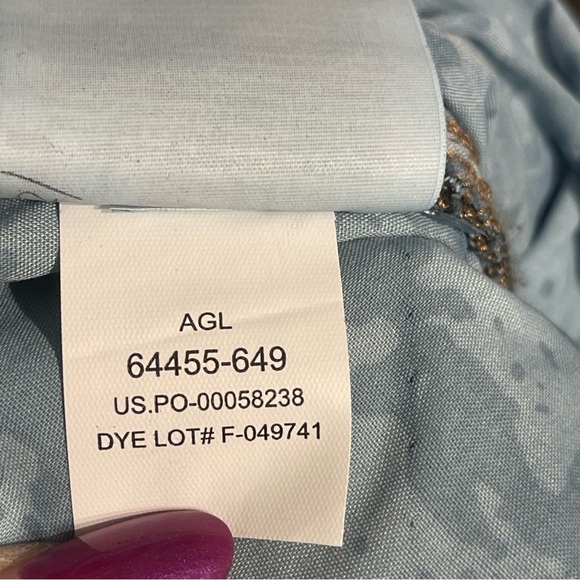 AGL
64455-649
US.PO-00058238
DYE LOT# F-049741